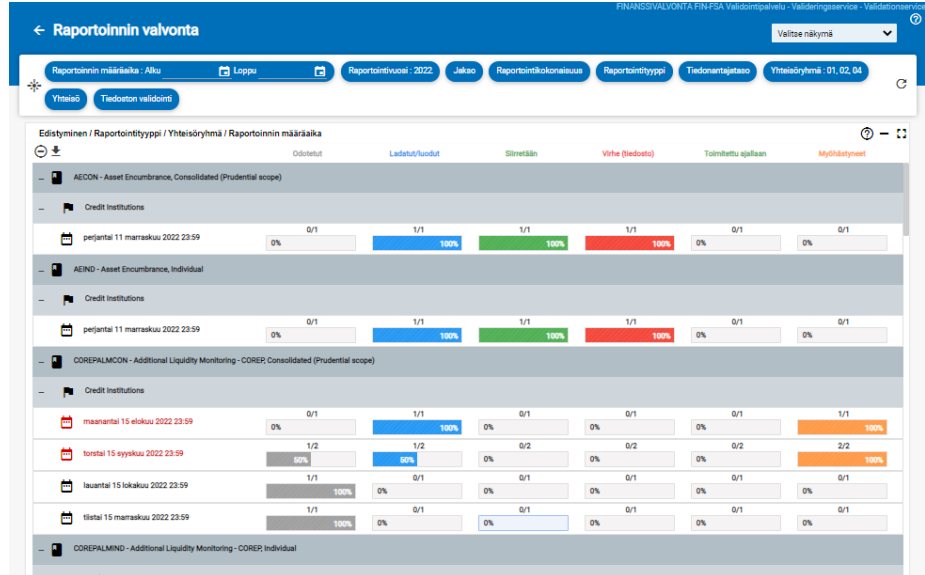 FINANSSIVALVONTA FIN-FSA Validointipalvelu - Valideringsservice - Validationservice
← Raportoinnin valvonta
Valitse näkymä
Raportoinnin määräaika : Alku Loppu Raportointivuosi : 2022 Jakso Raportointikokonaisuus Raportointityyppi Tiedonantajataso Yhteisöryhmä : 01, 02, 04
Yhteisö Tiedoston validointi
Edistyminen / Raportointityyppi / Yhteisöryhmä / Raportoinnin määräaika
Odotetut Ladatut/luodut Siirretään Virhe (tiedosto) Toimitettu ajallaan Myöhästyneet
AECON - Asset Encumbrance, Consolidated (Prudential scope)
Credit Institutions
0/1 1/1 1/1 1/1 0/1 0/1
perjantai 11 marraskuu 2022 23:59
0% 100% 100% 100% 0% 0%
AEIND - Asset Encumbrance, Individual
Credit Institutions
0/1 1/1 1/1 1/1 0/1 0/1
perjantai 11 marraskuu 2022 23:59
0% 100% 100% 100% 0% 0%
COREPALMCON - Additional Liquidity Monitoring - COREP, Consolidated (Prudential scope)
Credit Institutions
0/1 1/1 0/1 0/1 0/1 1/1
maanantai 15 elokuu 2022 23:59
0% 100% 0% 0% 0% 100%
1/2 1/2 0/2 0/2 0/2 2/2
torstai 15 syyskuu 2022 23:59
50% 50% 0% 0% 0% 100%
1/1 0/1 0/1 0/1 0/1 0/1
lauantai 15 lokakuu 2022 23:59
100% 0% 0% 0% 0% 0%
1/1 0/1 0/1 0/1 0/1 0/1
tiistai 15 marraskuu 2022 23:59
100% 0% 0% 0% 0% 0%
COREPALMIND - Additional Liquidity Monitoring - COREP, Individual